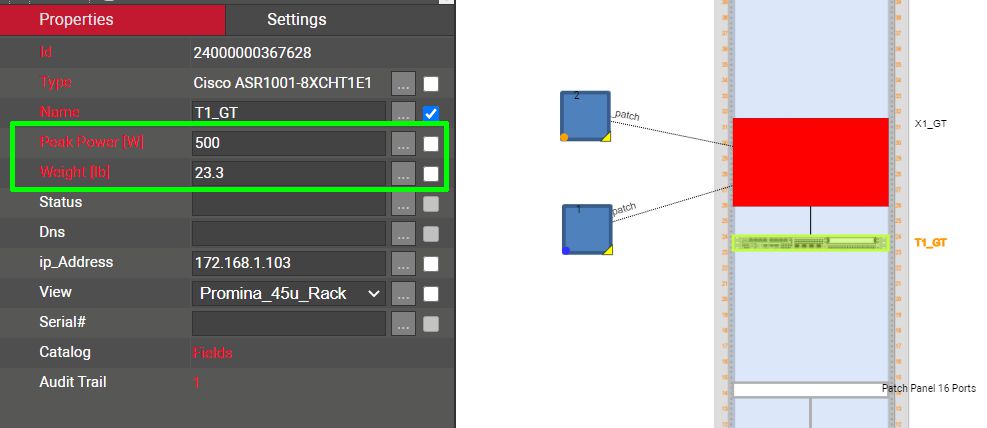 Properties Settings
Id 24000000367628
Type Cisco ASR1001-8XCHT1E1 ...
Name T1_GT ...
Peak Power [W] 500 ...
Weight [lb] 23.3 ...
Status ...
Dns ...
ip_Address 172.168.1.103 ...
View Promina_45u_Rack ...
Serial# ...
Catalog Fields
Audit Trail 1
2
_patch
1
_patch
X1_GT
T1_GT
Patch Panel 16 Ports